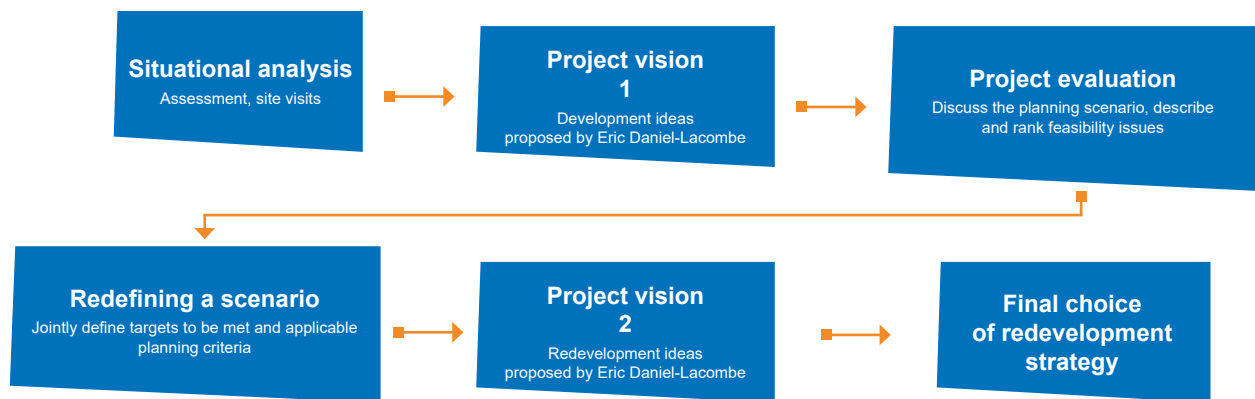 Situational analysis
Assessment, site visits
Project vision
1
Development ideas
proposed by Eric Daniel-Lacombe
Project evaluation
Discuss the planning scenario, describe
and rank feasibility issues
Redefining a scenario
Jointly define targets to be met and applicable
planning criteria
Project vision
2
Redevelopment ideas
proposed by Eric Daniel-Lacombe
Final choice
of redevelopment
strategy